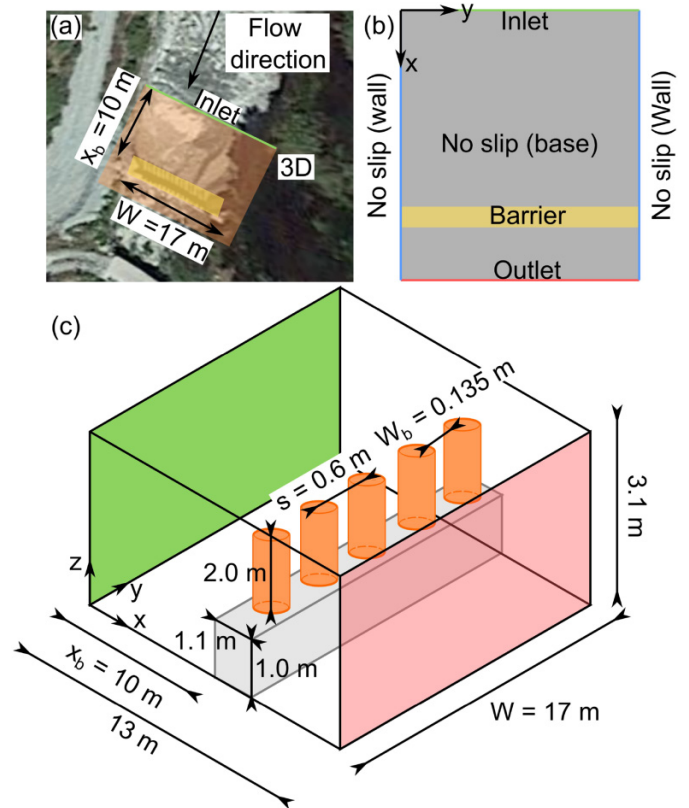 (a)
Flow
direction
Inlet
x_b = 10 m
3D
W = 17 m
(b)
y
Inlet
x
No slip (wall)
No slip (base)
No slip (Wall)
Barrier
Outlet
(c)
W_b = 0.135 m
s = 0.6 m
3.1 m
z
y
x
2.0 m
1.1 m
1.0 m
x_b = 10 m
13 m
W = 17 m